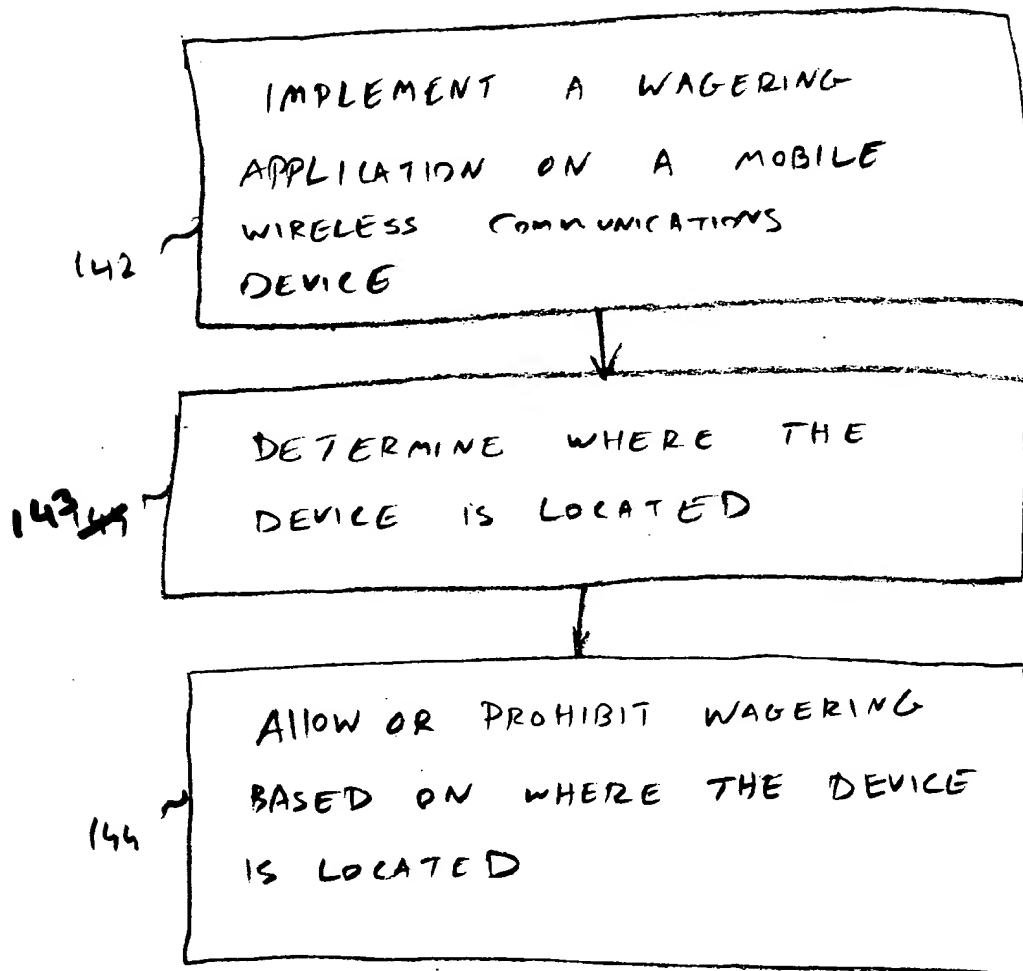 IMPLEMENT A WAGERING
APPLICATION ON A MOBILE
WIRELESS COMMUNICATIONS
DEVICE
142
DETERMINE WHERE THE
DEVICE IS LOCATED
143
ALLOW OR PROHIBIT WAGERING
BASED ON WHERE THE DEVICE
IS LOCATED
144